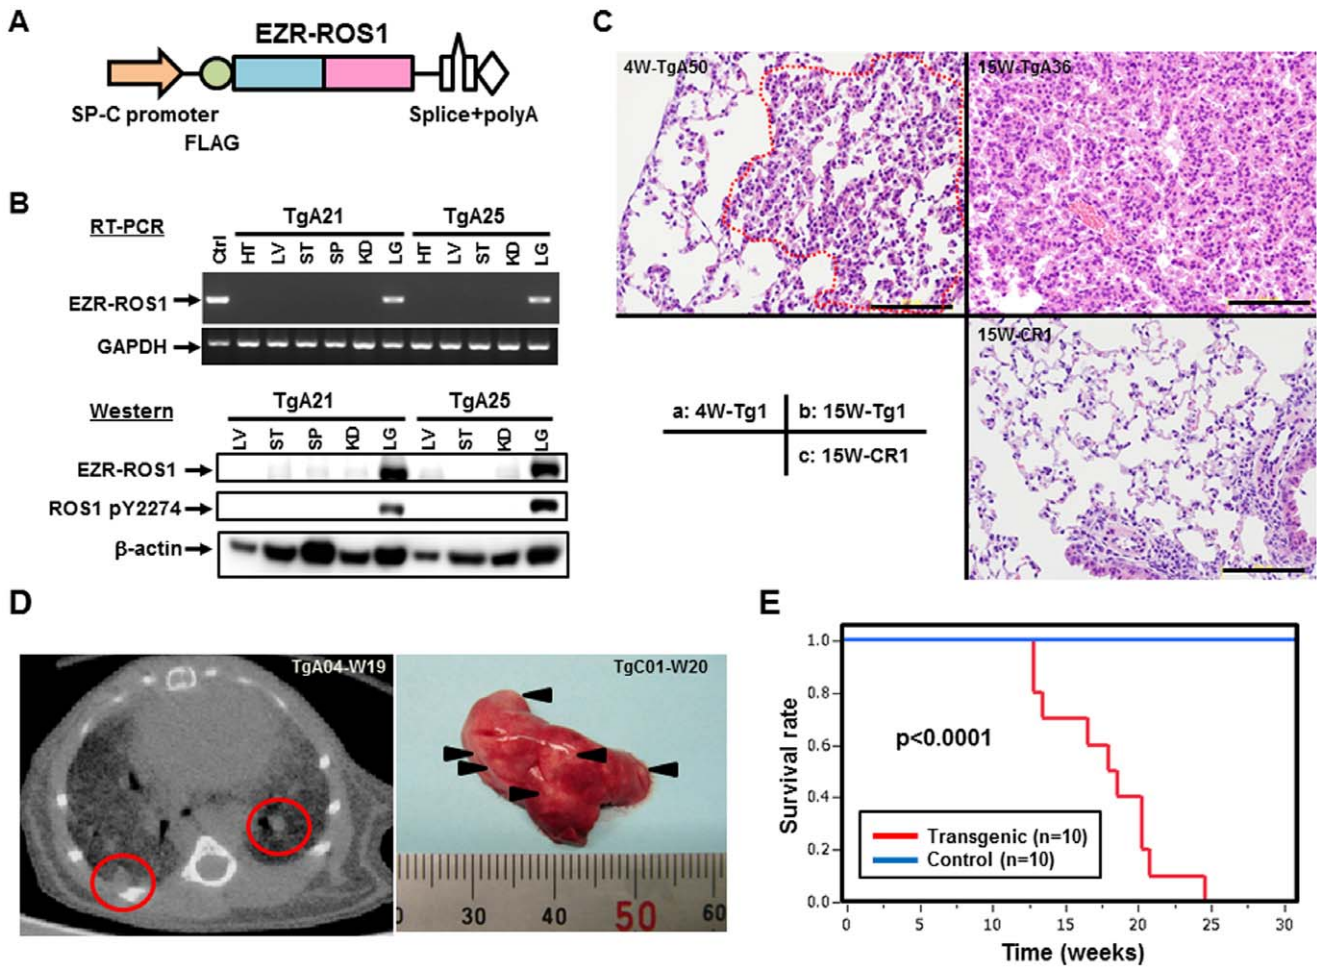 A
EZR-ROS1
SP-C promoter
FLAG
Splice+polyA
B
RT-PCR
TgA21
TgA25
Ctrl HT LV ST SP KD LG HT LV ST KD LG
EZR-ROS1
GAPDH
Western
TgA21
TgA25
LV ST SP KD LG LV ST KD LG
EZR-ROS1
ROS1 pY2274
β-actin
C
4W-TgA50
15W-TgA36
15W-CR1
a: 4W-Tg1
b: 15W-Tg1
c: 15W-CR1
D
TgA04-W19
TgC01-W20
30 40 50 60
E
1.0
0.8
0.6
0.4
0.2
0.0
Survival rate
p<0.0001
Transgenic (n=10)
Control (n=10)
0 5 10 15 20 25 30
Time (weeks)